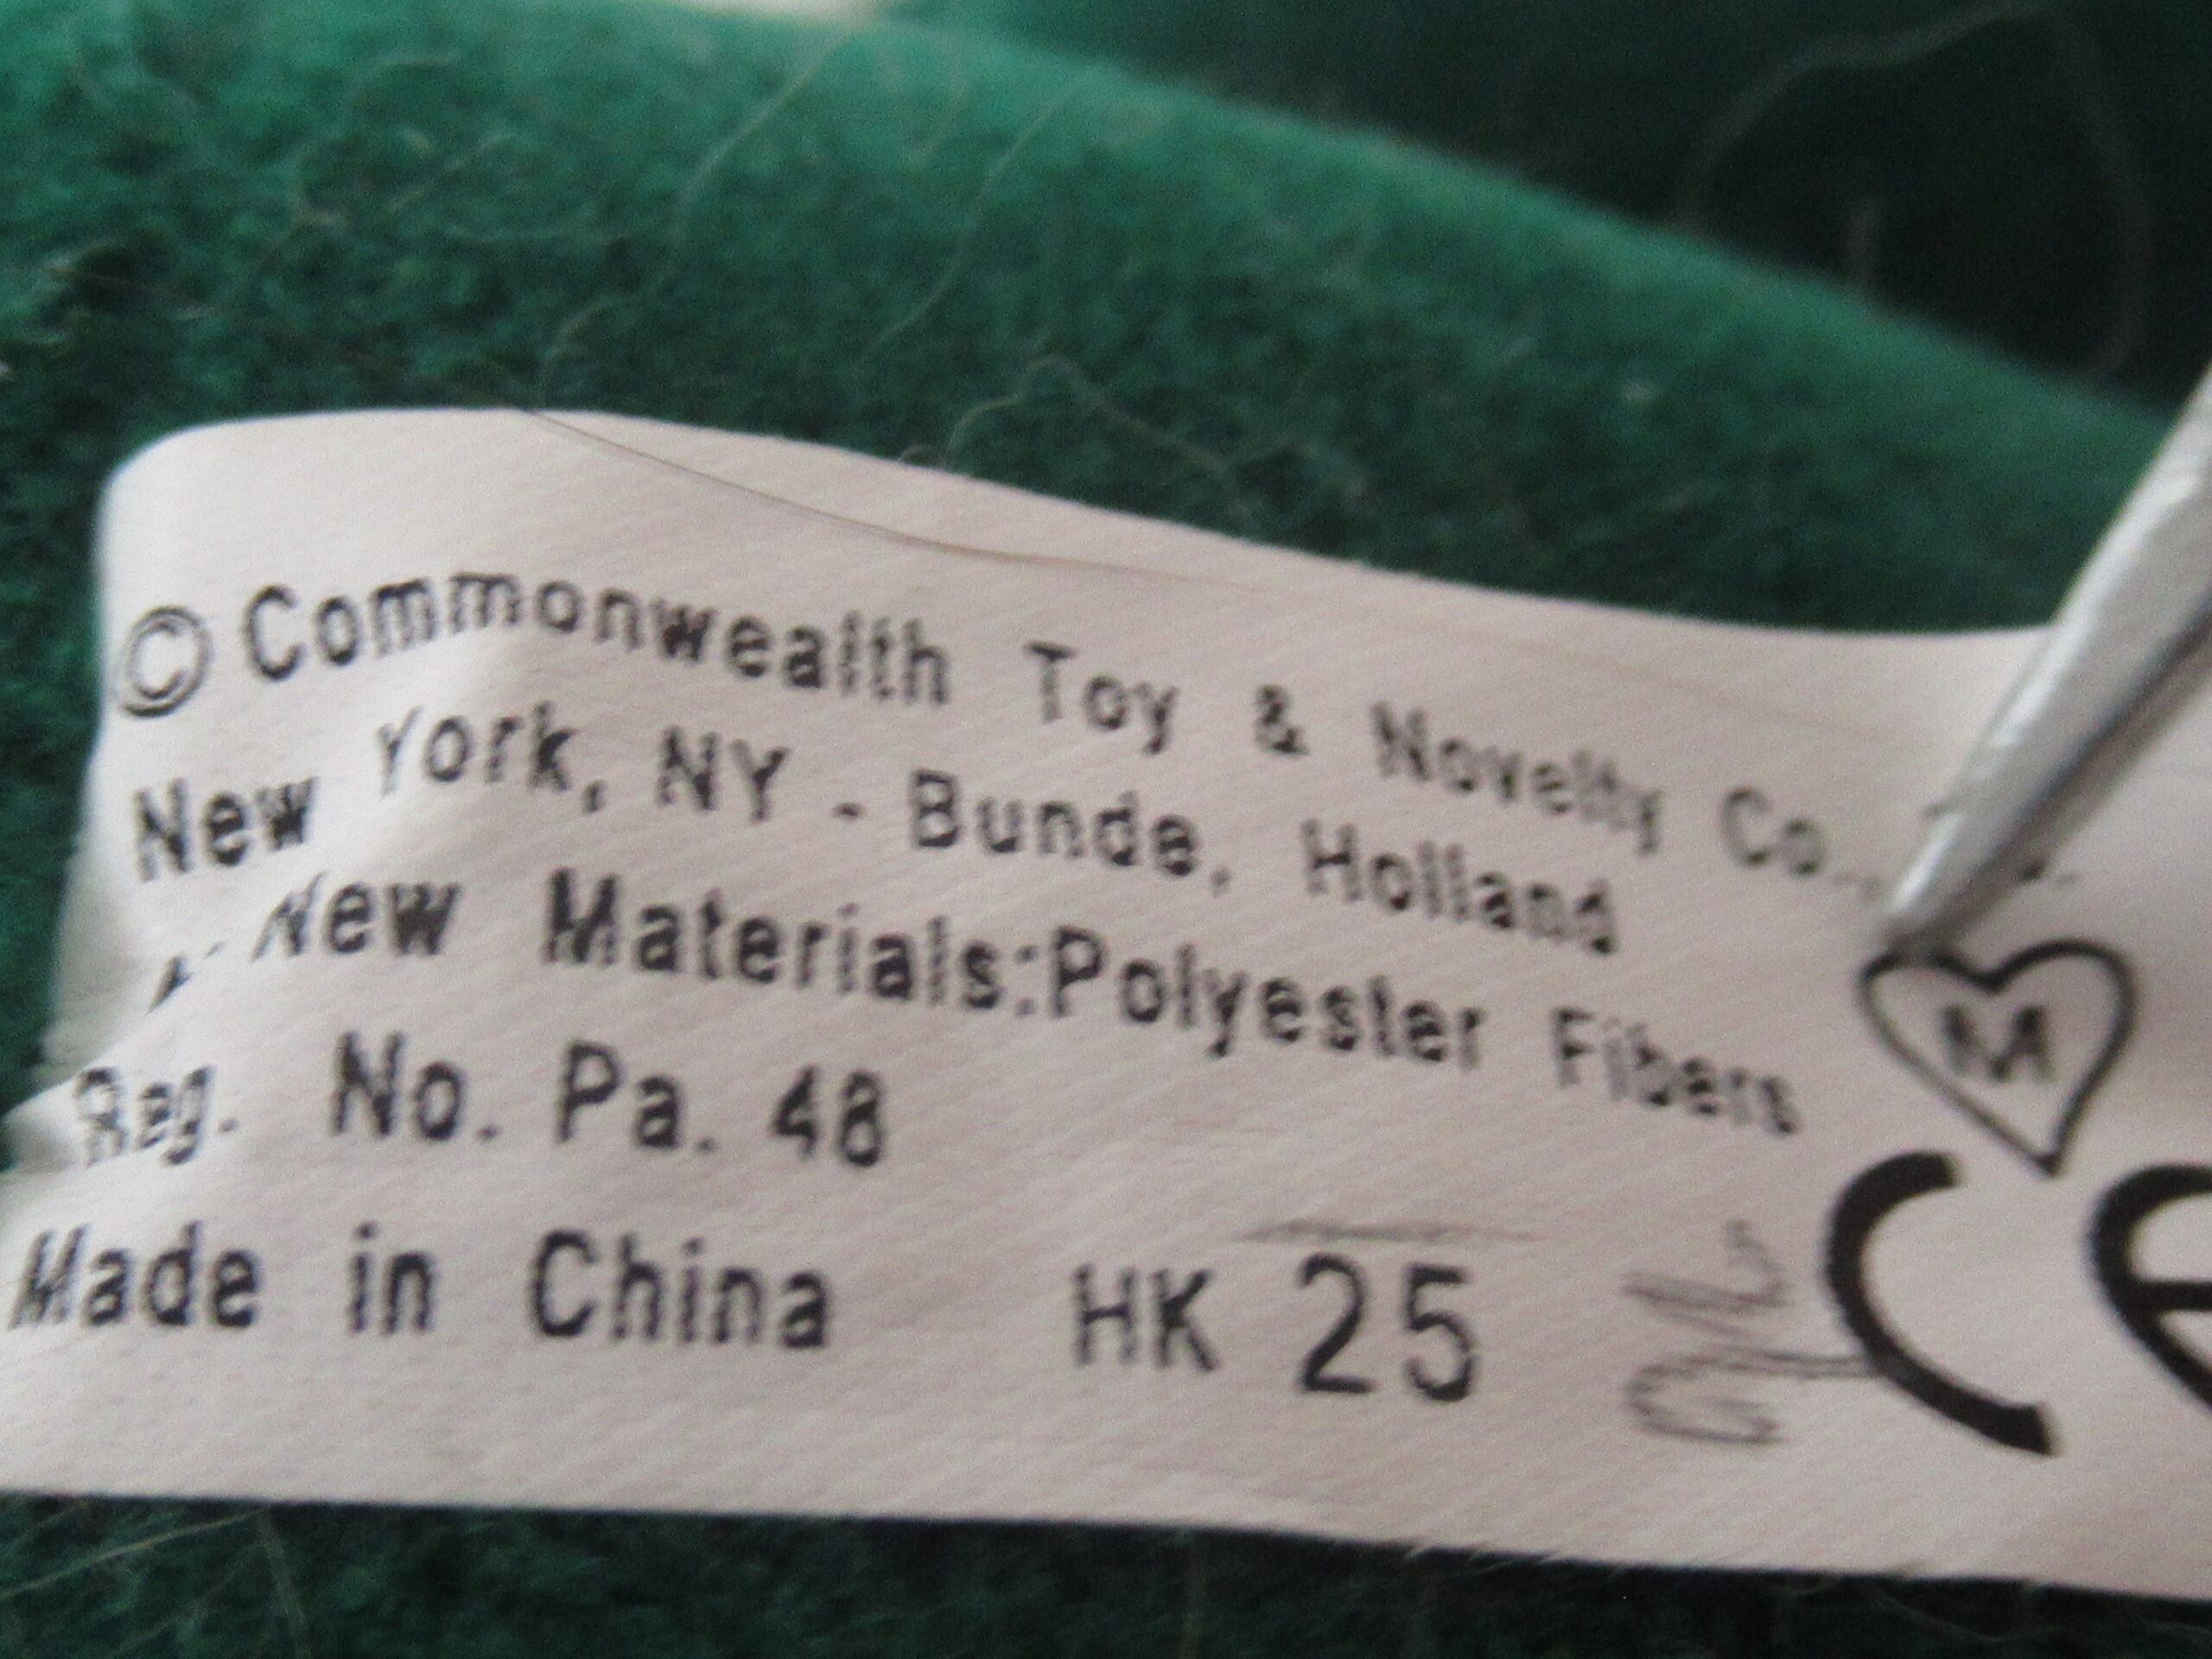 © Commonwealth Toy & Novelty Co.,
New York, NY - Bunde, Holland
New Materials:Polyester Fibers
Reg. No. Pa. 48
Made in China HK 25
M
CE